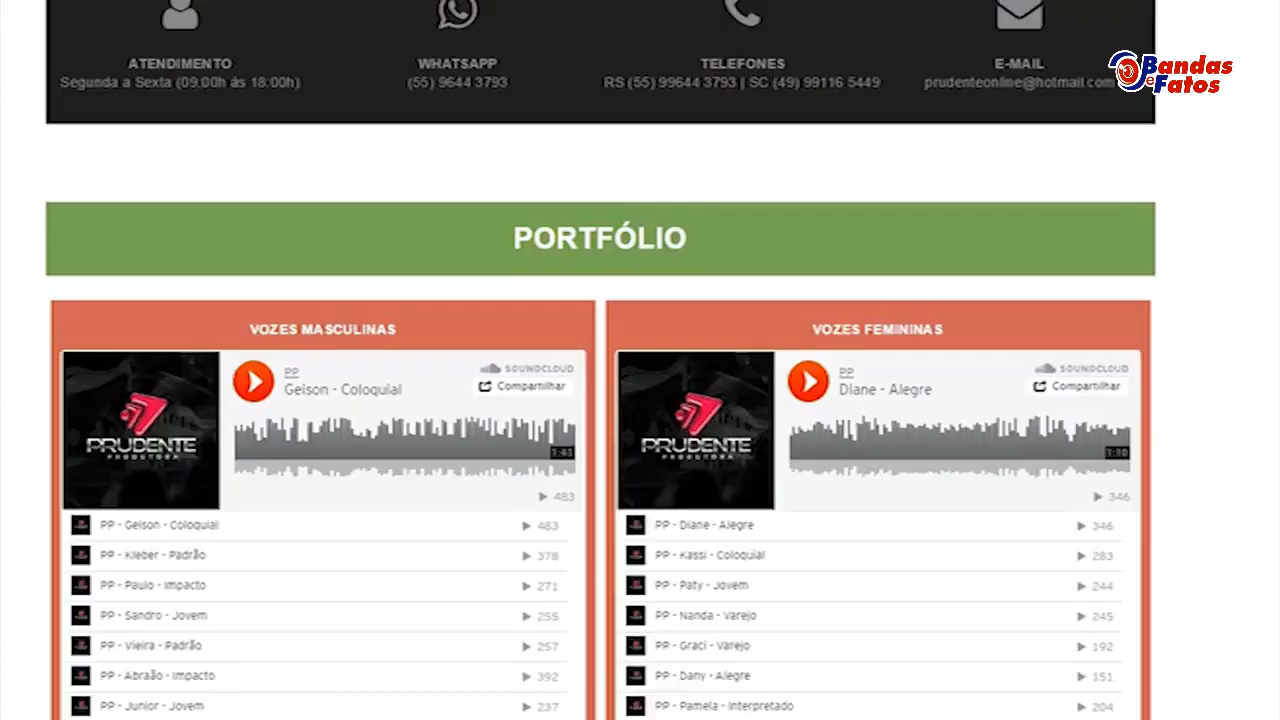 ATENDIMENTO
Segunda a Sexta (09:00h ás 18:00h)
WHATSAPP
(55) 9644 3793
TELEFONES
RS (55) 99644 3793 | SC (49) 99116 5449
E-MAIL
prudenteonline@hotmail.com
Bandas
e Fatos
PORTFÓLIO
VOZES MASCULINAS
PP
SOUNDCLOUD
Geison - Coloquial
Compartilhar
PRUDENTE
PRODUTORA
1:43
483
PP - Geison - Coloquial 483
PP - Kleber - Padrão 378
PP - Paulo - Impacto 271
PP - Sandro - Jovem 255
PP - Vieira - Padrão 257
PP - Abraão - Impacto 392
PP - Junior - Jovem 237
VOZES FEMININAS
PP
SOUNDCLOUD
Diane - Alegre
Compartilhar
PRUDENTE
PRODUTORA
1:10
346
PP - Diane - Alegre 346
PP - Kassi - Coloquial 283
PP - Paty - Jovem 244
PP - Nanda - Varejo 245
PP - Graci - Varejo 192
PP - Dany - Alegre 151
PP - Pamela - Interpretado 204